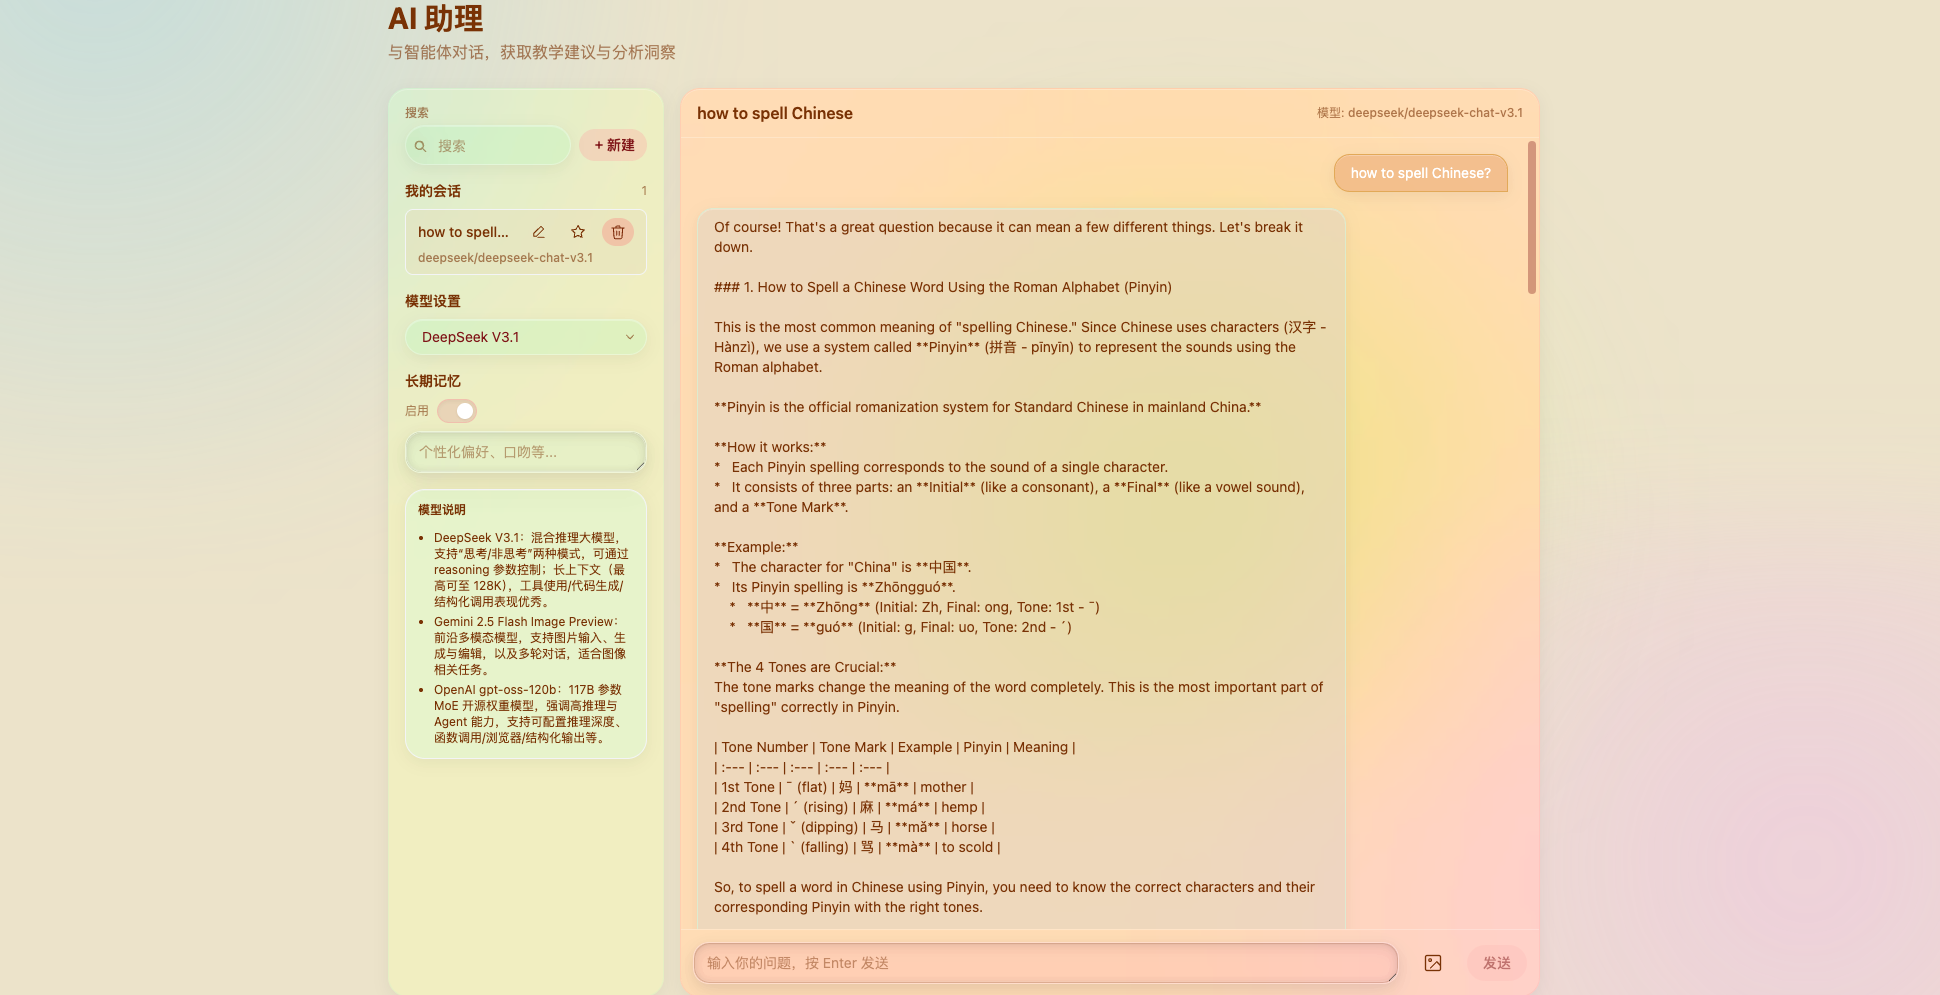 AI 助理
与智能体对话，获取教学建议与分析洞察
搜索
搜索
+ 新建
我的会话
1
how to spell...
deepseek/deepseek-chat-v3.1
模型设置
DeepSeek V3.1
长期记忆
启用
个性化偏好、口吻等...
模型说明
• DeepSeek V3.1：混合推理大模型，
支持“思考/非思考”两种模式，可通过
reasoning 参数控制；长上下文（最
高可至 128K），工具使用/代码生成/
结构化调用表现优秀。
• Gemini 2.5 Flash Image Preview：
前沿多模态模型，支持图片输入、生
成与编辑，以及多轮对话，适合图像
相关任务。
• OpenAI gpt-oss-120b：117B 参数
MoE 开源权重模型，强调高推理与
Agent 能力，支持可配置推理深度、
函数调用/浏览器/结构化输出等。
how to spell Chinese
模型: deepseek/deepseek-chat-v3.1
how to spell Chinese?
Of course! That's a great question because it can mean a few different things. Let's break it
down.
### 1. How to Spell a Chinese Word Using the Roman Alphabet (Pinyin)
This is the most common meaning of "spelling Chinese." Since Chinese uses characters (汉字 -
Hànzì), we use a system called **Pinyin** (拼音 - pīnyīn) to represent the sounds using the
Roman alphabet.
**Pinyin is the official romanization system for Standard Chinese in mainland China.**
**How it works:**
*   Each Pinyin spelling corresponds to the sound of a single character.
*   It consists of three parts: an **Initial** (like a consonant), a **Final** (like a vowel sound),
and a **Tone Mark**.
**Example:**
*   The character for "China" is **中国**.
*   Its Pinyin spelling is **Zhōngguó**.
    *   **中** = **Zhōng** (Initial: Zh, Final: ong, Tone: 1st - ¯)
    *   **国** = **guó** (Initial: g, Final: uo, Tone: 2nd - ´)
**The 4 Tones are Crucial:**
The tone marks change the meaning of the word completely. This is the most important part of
"spelling" correctly in Pinyin.
| Tone Number | Tone Mark | Example | Pinyin | Meaning |
| :--- | :--- | :--- | :--- | :--- |
| 1st Tone | ¯ (flat) | 妈 | **mā** | mother |
| 2nd Tone | ´ (rising) | 麻 | **má** | hemp |
| 3rd Tone | ˇ (dipping) | 马 | **mǎ** | horse |
| 4th Tone | ` (falling) | 骂 | **mà** | to scold |
So, to spell a word in Chinese using Pinyin, you need to know the correct characters and their
corresponding Pinyin with the right tones.
输入你的问题，按 Enter 发送
发送